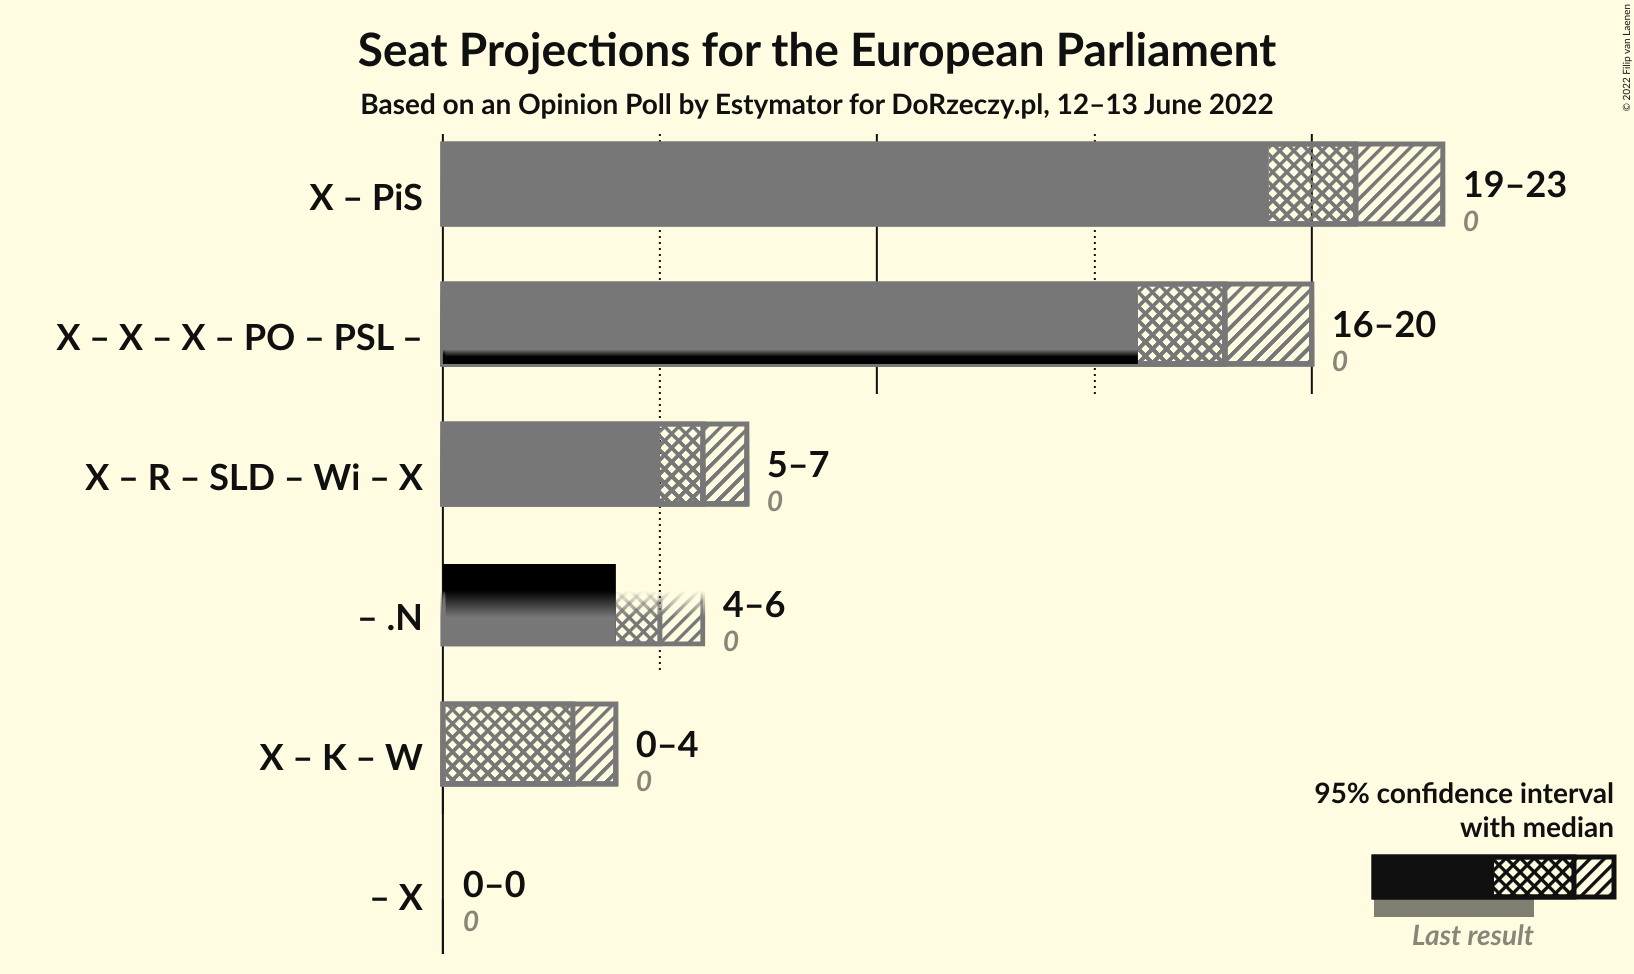 Seat Projections for the European Parliament
Based on an Opinion Poll by Estymator for DoRzeczy.pl, 12–13 June 2022
© 2022 Filip van Laenen
X – PiS
19–23
0
X – X – X – PO – PSL –
16–20
0
X – R – SLD – Wi – X
5–7
0
– .N
4–6
0
X – K – W
0–4
0
– X
0–0
0
95% confidence interval
with median
Last result